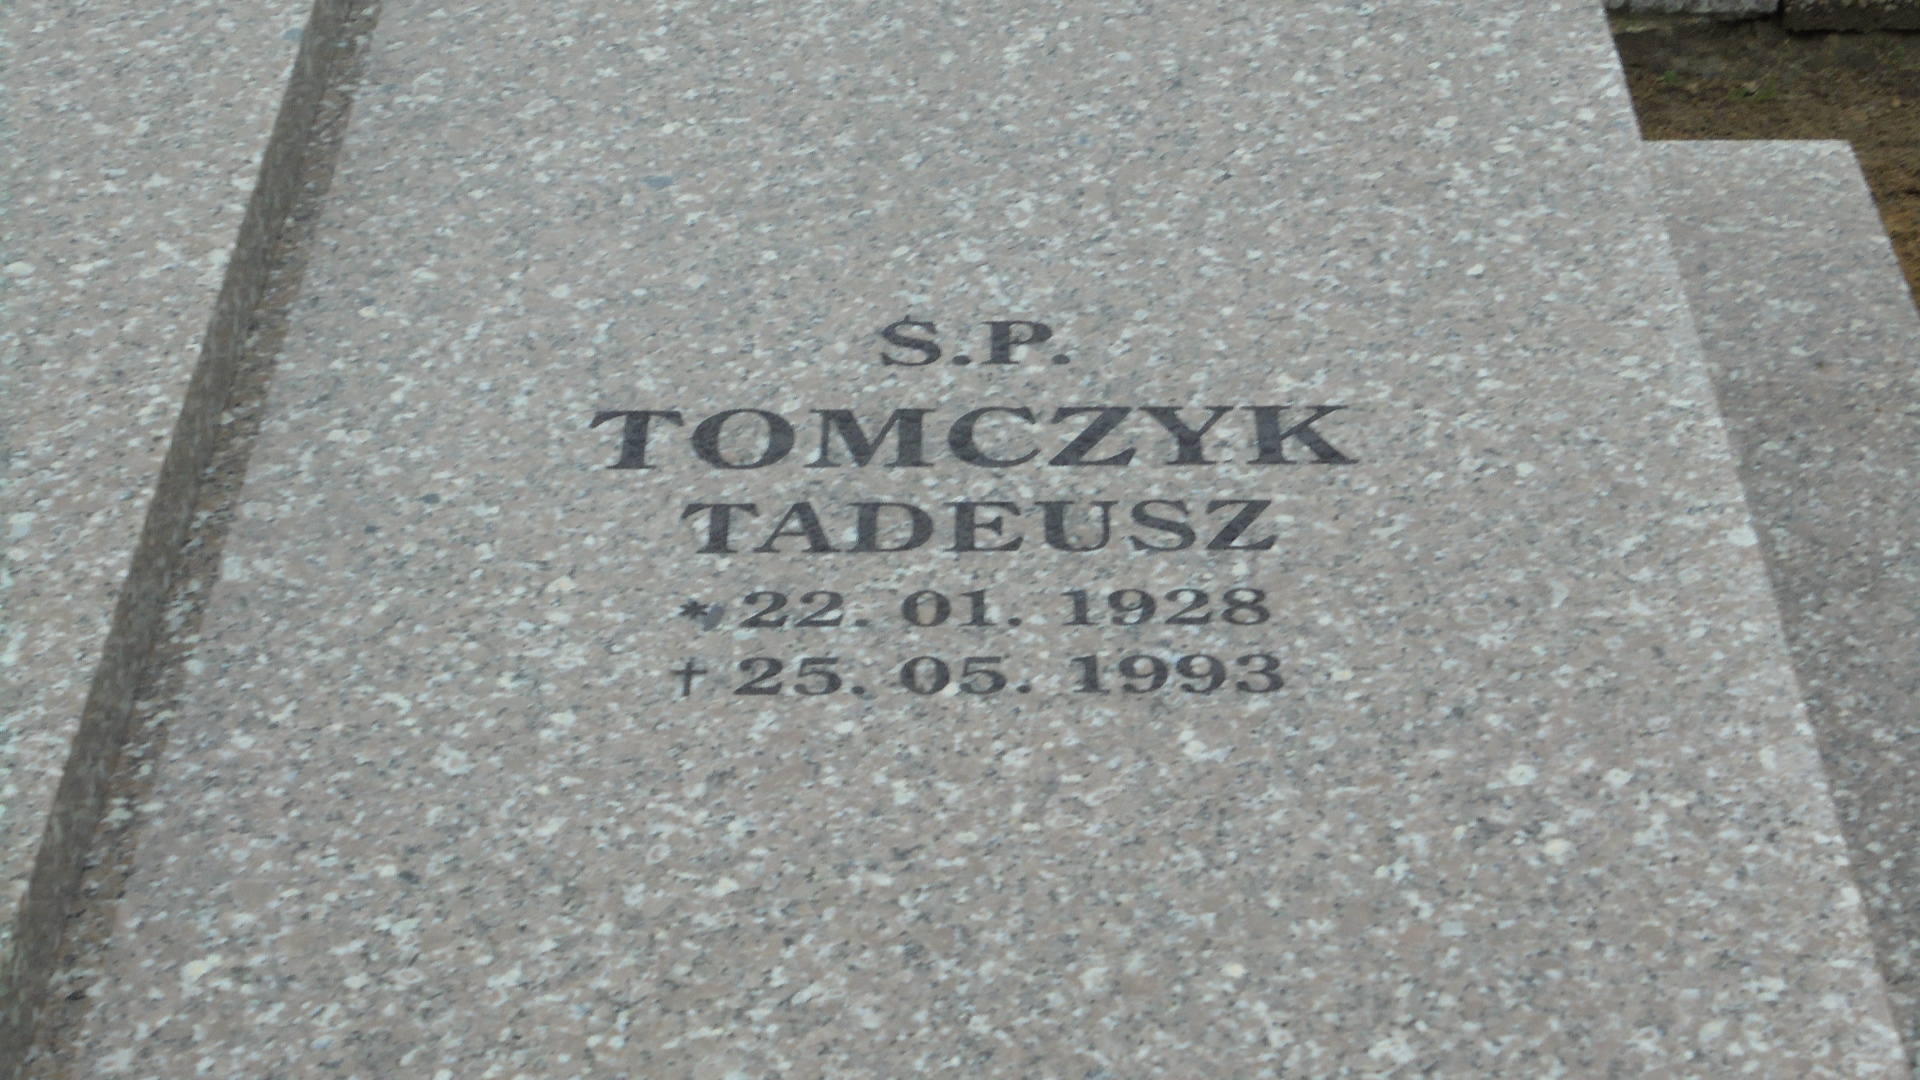 Ś.P.
TOMCZYK
TADEUSZ
* 22. 01. 1928
† 25. 05. 1993